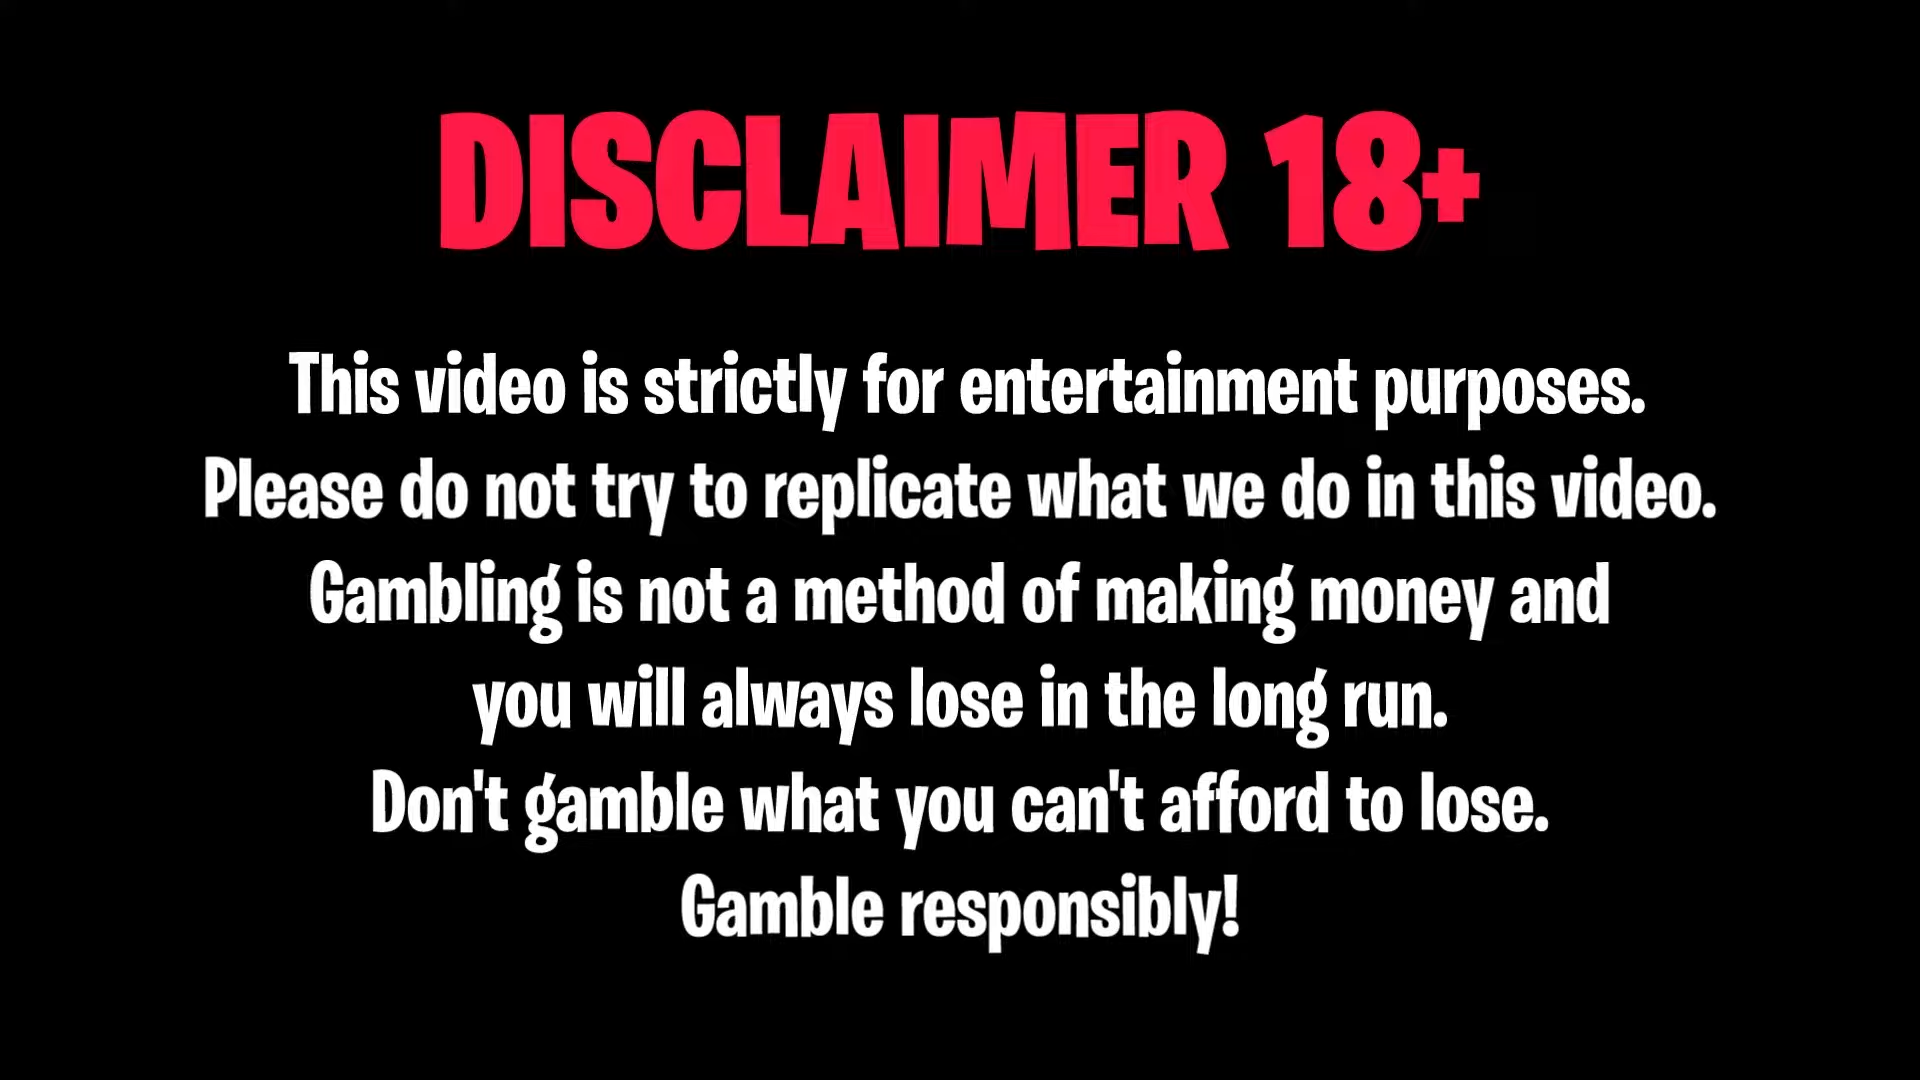 DISCLAIMER 18+
This video is strictly for entertainment purposes.
Please do not try to replicate what we do in this video.
Gambling is not a method of making money and
you will always lose in the long run.
Don't gamble what you can't afford to lose.
Gamble responsibly!